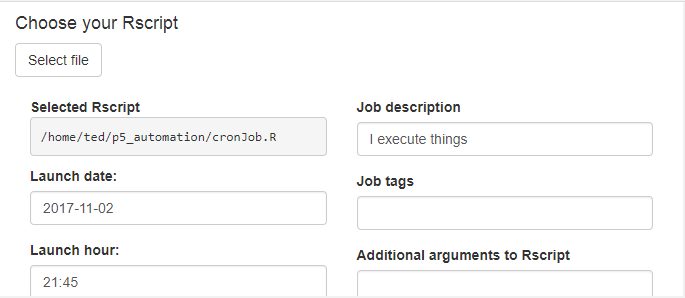 Choose your Rscript
Select file
Selected Rscript
/home/ted/p5_automation/cronJob.R
Launch date:
2017-11-02
Launch hour:
21:45
Job description
I execute things
Job tags
Additional arguments to Rscript